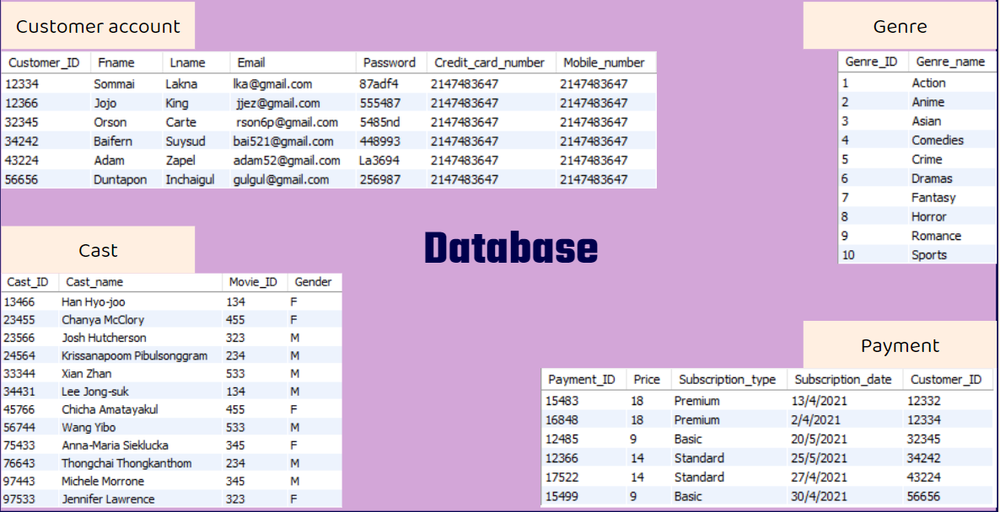 Customer account
Customer_ID Fname Lname Email Password Credit_card_number Mobile_number
12334 Sommai Lakna lka@gmail.com 87adf4 2147483647 2147483647
12366 Jojo King jjez@gmail.com 555487 2147483647 2147483647
32345 Orson Carte rson6p@gmail.com 5485nd 2147483647 2147483647
34242 Baifern Suysud bai521@gmail.com 448993 2147483647 2147483647
43224 Adam Zapel adam52@gmail.com La3694 2147483647 2147483647
56656 Duntapon Inchaigul gulgul@gmail.com 256987 2147483647 2147483647
Genre
Genre_ID Genre_name
1 Action
2 Anime
3 Asian
4 Comedies
5 Crime
6 Dramas
7 Fantasy
8 Horror
9 Romance
10 Sports
Database
Cast
Cast_ID Cast_name Movie_ID Gender
13466 Han Hyo-joo 134 F
23455 Chanya McClory 455 F
23566 Josh Hutcherson 323 M
24564 Krissanapoom Pibulsonggram 234 M
33344 Xian Zhan 533 M
34431 Lee Jong-suk 134 M
45766 Chicha Amatayakul 455 F
56744 Wang Yibo 533 M
75433 Anna-Maria Sieklucka 345 F
76643 Thongchai Thongkanthom 234 M
97443 Michele Morrone 345 M
97533 Jennifer Lawrence 323 F
Payment
Payment_ID Price Subscription_type Subscription_date Customer_ID
15483 18 Premium 13/4/2021 12332
16848 18 Premium 2/4/2021 12334
12485 9 Basic 20/5/2021 32345
12366 14 Standard 25/5/2021 34242
17522 14 Standard 27/4/2021 43224
15499 9 Basic 30/4/2021 56656